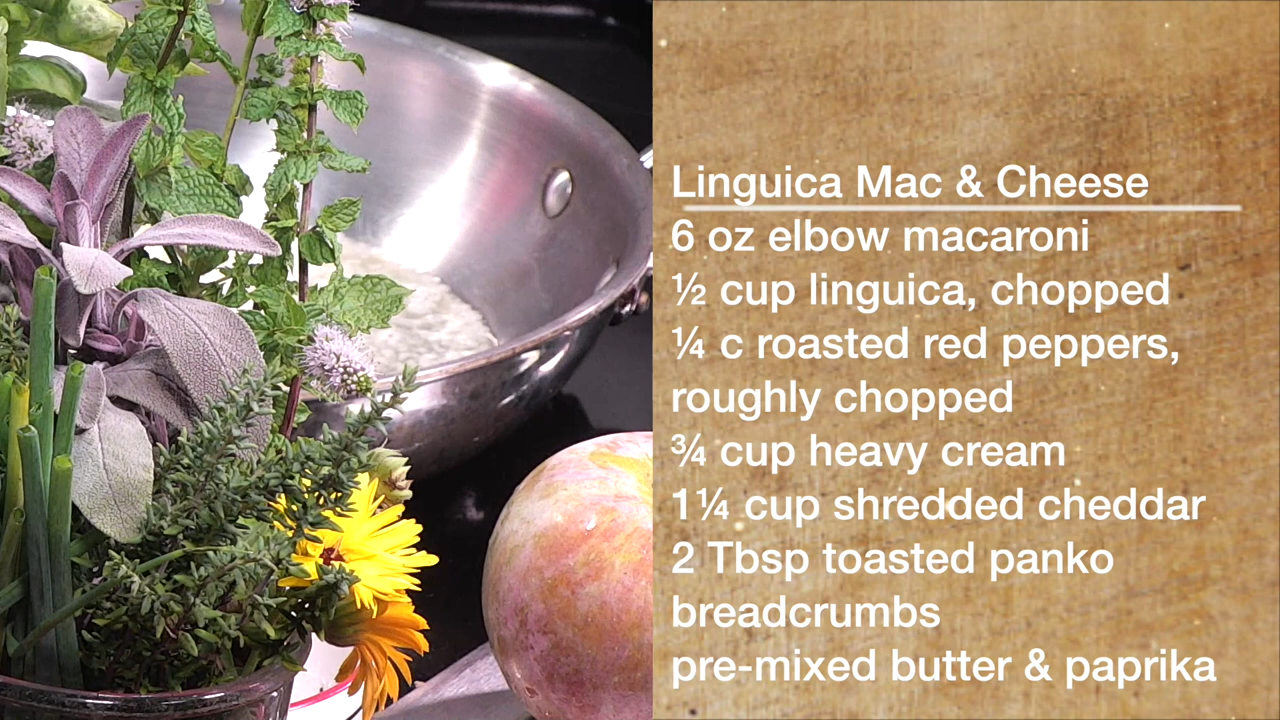 Linguica Mac & Cheese
6 oz elbow macaroni
½ cup linguica, chopped
¼ c roasted red peppers,
roughly chopped
¾ cup heavy cream
1¼ cup shredded cheddar
2 Tbsp toasted panko
breadcrumbs
pre-mixed butter & paprika